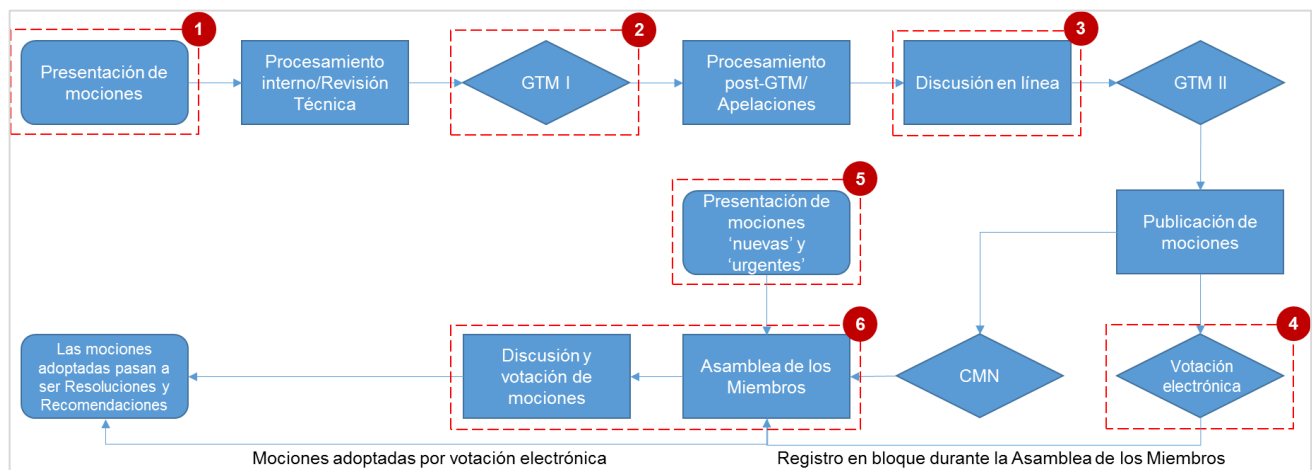 1
Presentación de
mociones
Procesamiento
interno/Revisión
Técnica
2
GTM I
Procesamiento
post-GTM/
Apelaciones
3
Discusión en línea
GTM II
5
Presentación de
mociones
‘nuevas’ y
‘urgentes’
Publicación de
mociones
4
Votación
electrónica
CMN
6
Asamblea de los
Miembros
Discusión y
votación de
mociones
Las mociones
adoptadas pasan a
ser Resoluciones y
Recomendaciones
Mociones adoptadas por votación electrónica
Registro en bloque durante la Asamblea de los Miembros